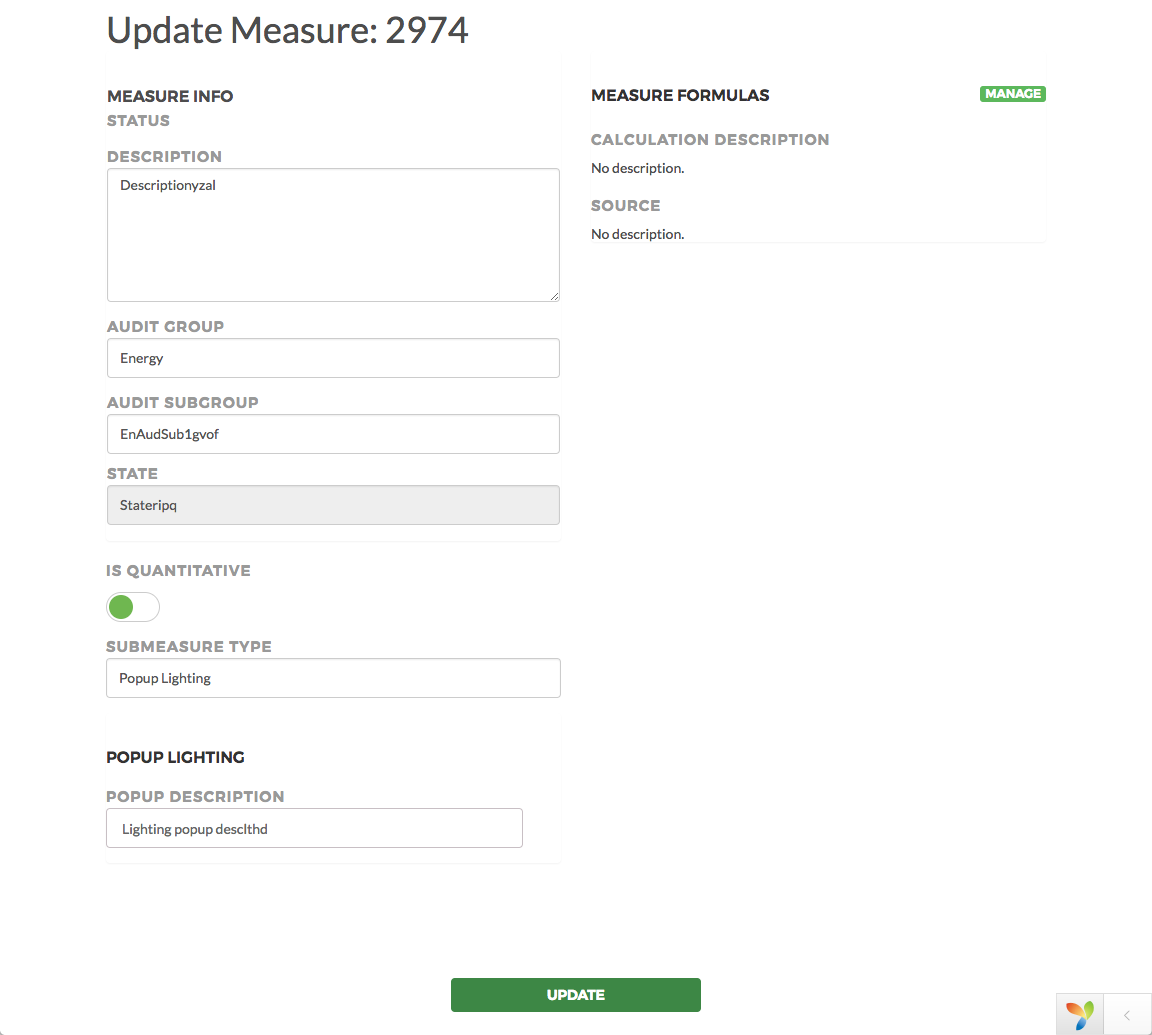 Update Measure: 2974
MEASURE INFO
STATUS
DESCRIPTION
Descriptionyzal
AUDIT GROUP
Energy
AUDIT SUBGROUP
EnAudSub1gvof
STATE
Stateripq
IS QUANTITATIVE
SUBMEASURE TYPE
Popup Lighting
POPUP LIGHTING
POPUP DESCRIPTION
Lighting popup desclthd
MEASURE FORMULAS
MANAGE
CALCULATION DESCRIPTION
No description.
SOURCE
No description.
UPDATE